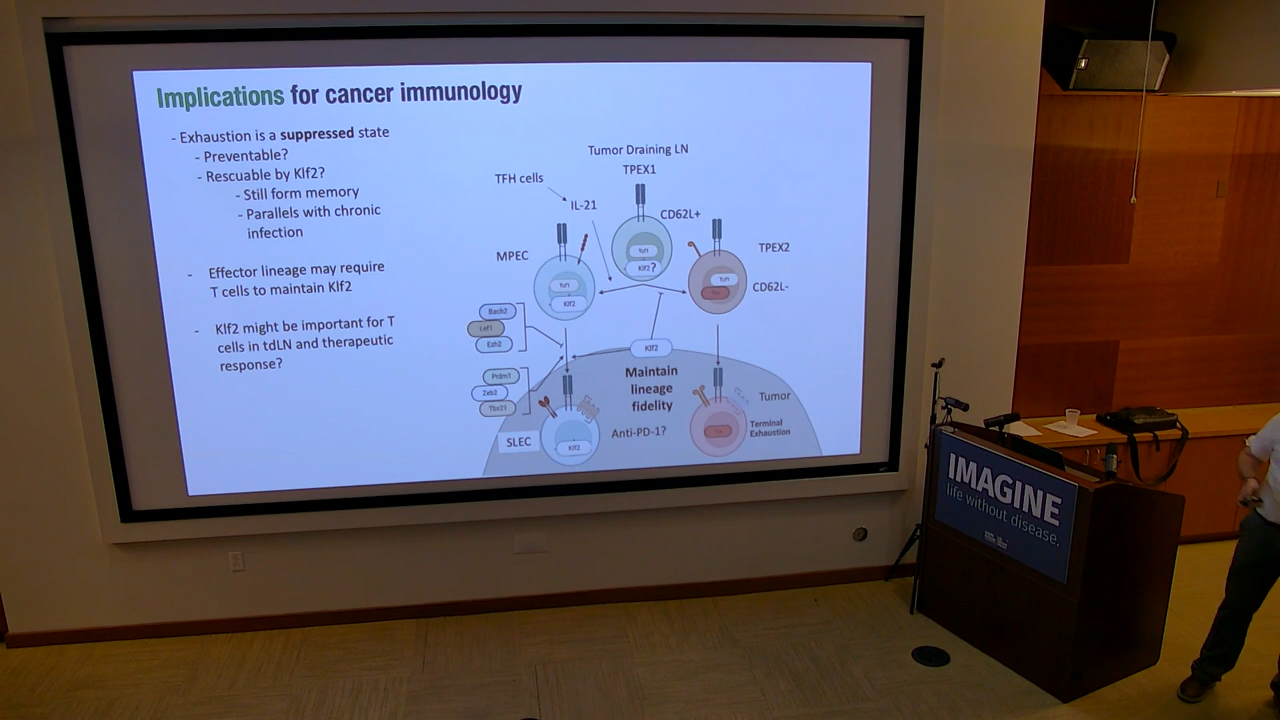 Implications for cancer immunology
- Exhaustion is a suppressed state
- Preventable?
- Rescuable by Klf2?
- Still form memory
- Parallels with chronic
infection
- Effector lineage may require
T cells to maintain Klf2
- Klf2 might be important for T
cells in tdLN and therapeutic
response?
Tumor Draining LN
TPEX1
TFH cells
IL-21
CD62L+
MPEC
TPEX2
CD62L-
Klf2?
Klf2
Bach2
Lef1
Ezh2
Klf2
Maintain
lineage
fidelity
Prdm1
Zeb2
Tbx21
Tumor
SLEC
Klf2
Anti-PD-1?
Terminal
Exhaustion
IMAGINE
life without disease.